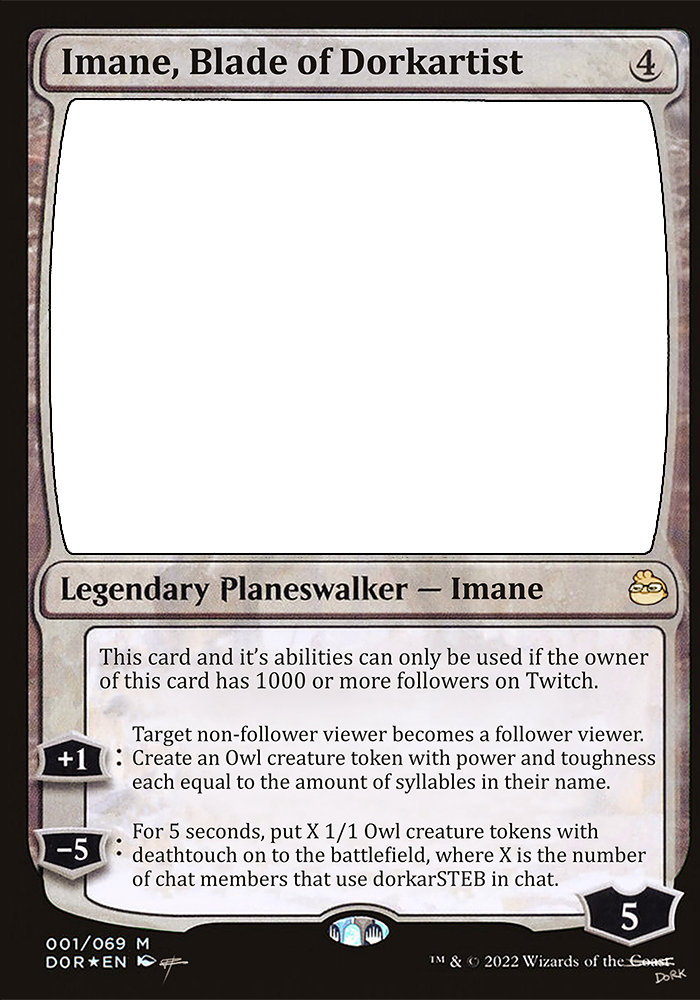 Imane, Blade of Dorkartist 4
Legendary Planeswalker — Imane
This card and it's abilities can only be used if the owner
of this card has 1000 or more followers on Twitch.
+1 : Target non-follower viewer becomes a follower viewer.
Create an Owl creature token with power and toughness
each equal to the amount of syllables in their name.
−5 : For 5 seconds, put X 1/1 Owl creature tokens with
deathtouch on to the battlefield, where X is the number
of chat members that use dorkarSTEB in chat.
5
001/069 M
DOR★EN
™ & © 2022 Wizards of the Coast
DORK